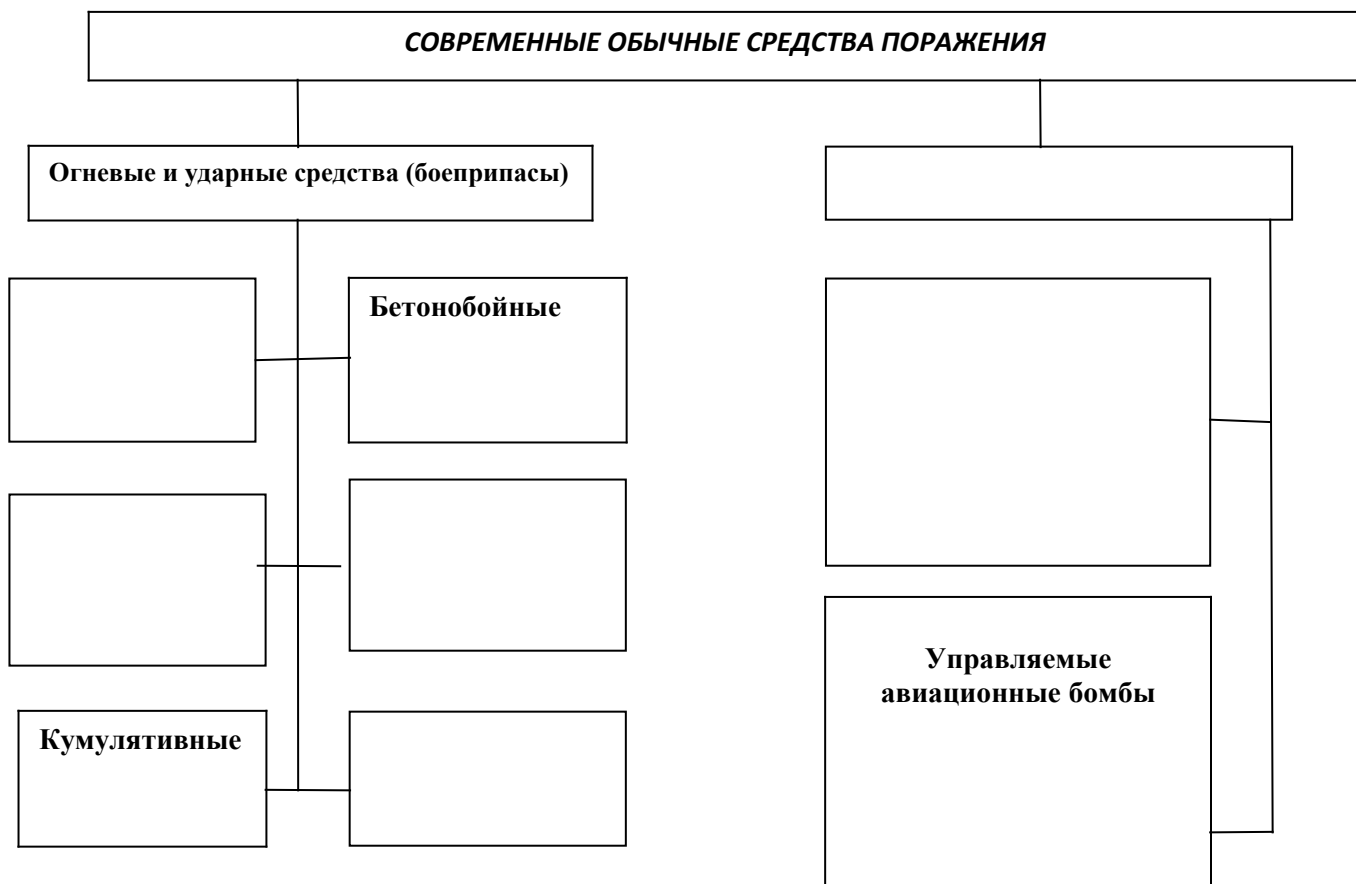 СОВРЕМЕННЫЕ ОБЫЧНЫЕ СРЕДСТВА ПОРАЖЕНИЯ
Огневые и ударные средства (боеприпасы)
Бетонобойные
Кумулятивные
Управляемые
авиационные бомбы